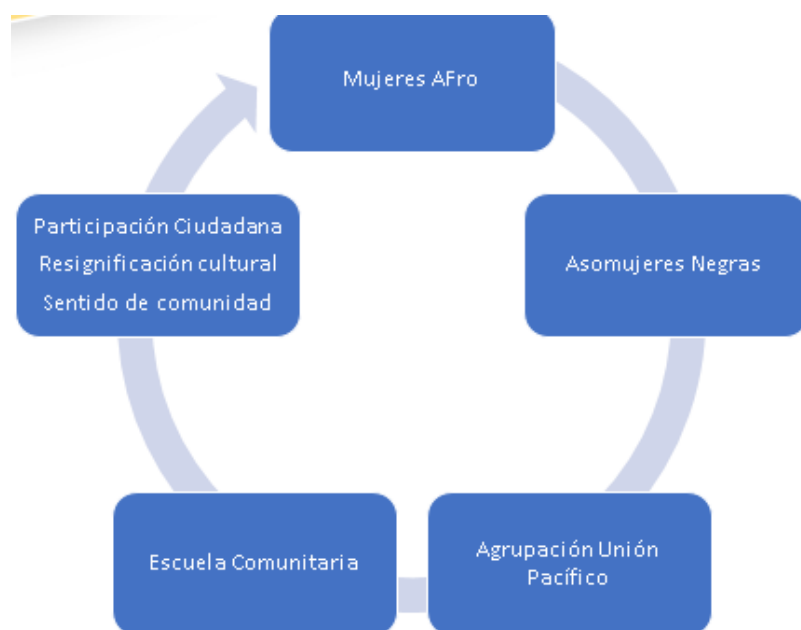 Mujeres AFro
Asomujeres Negras
Agrupación Unión
Pacífico
Escuela Comunitaria
Participación Ciudadana
Resignificación cultural
Sentido de comunidad